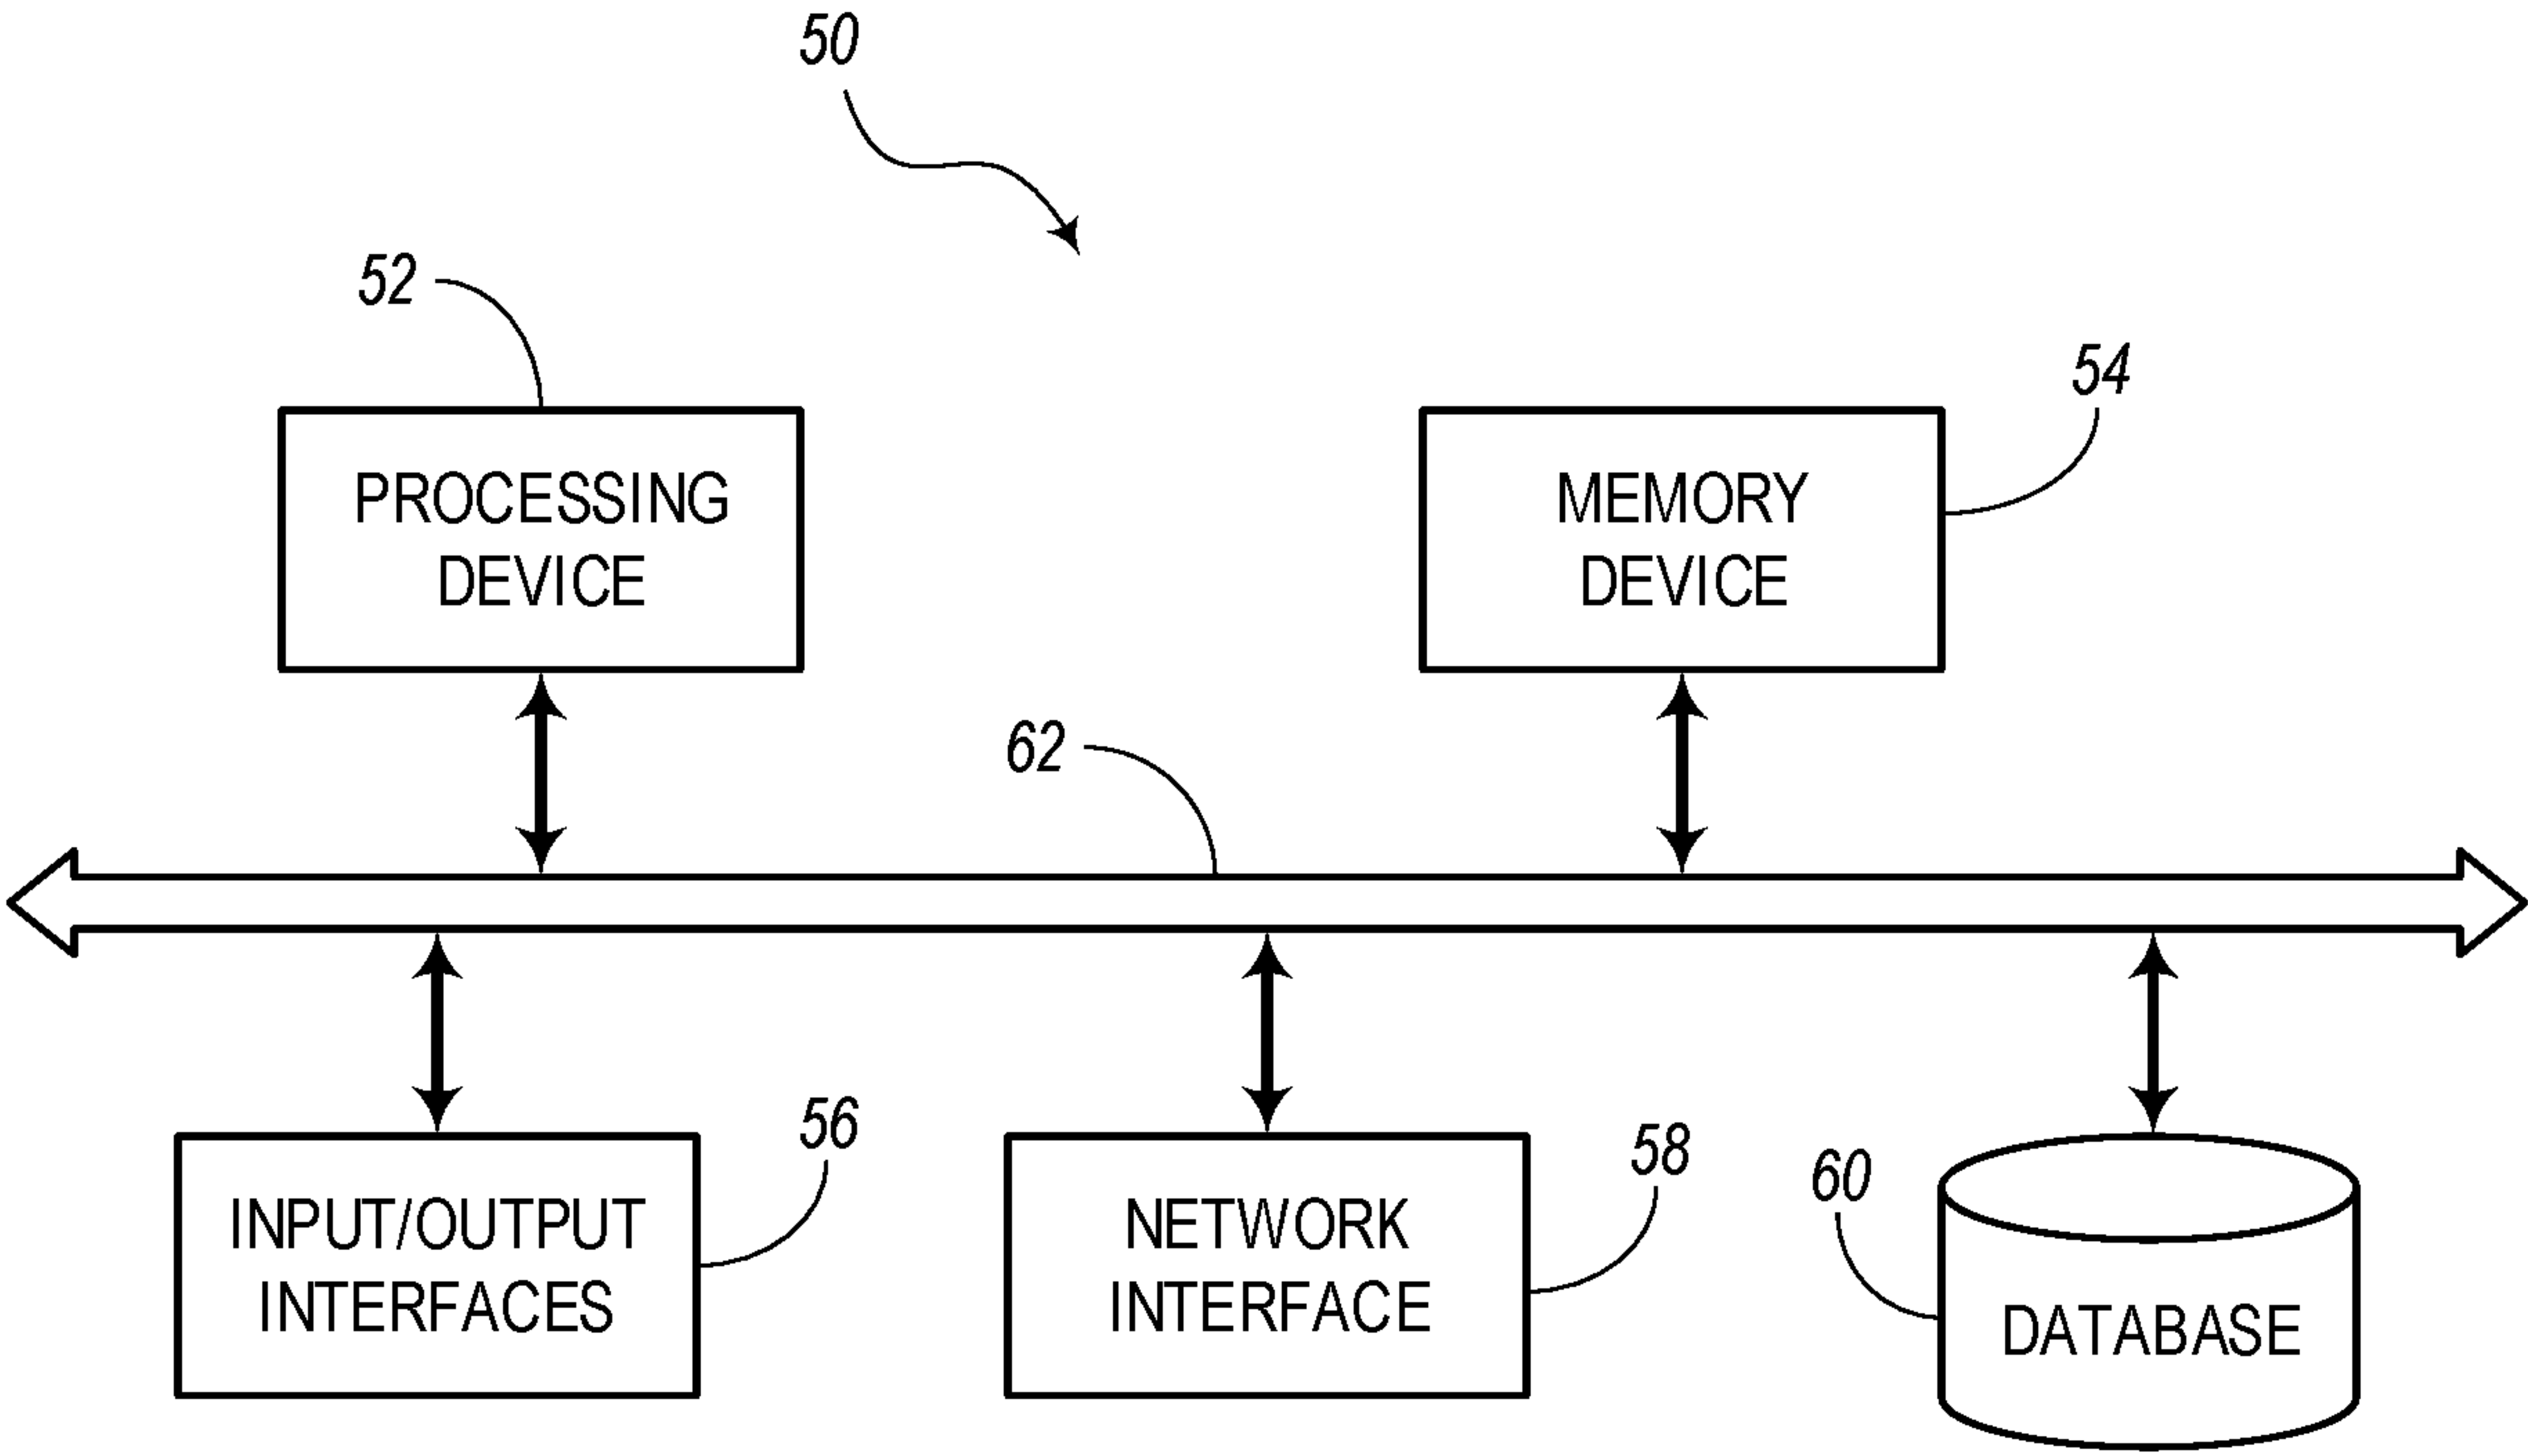 50
52
54
PROCESSING
DEVICE
MEMORY
DEVICE
62
56
58
60
INPUT/OUTPUT
INTERFACES
NETWORK
INTERFACE
DATABASE